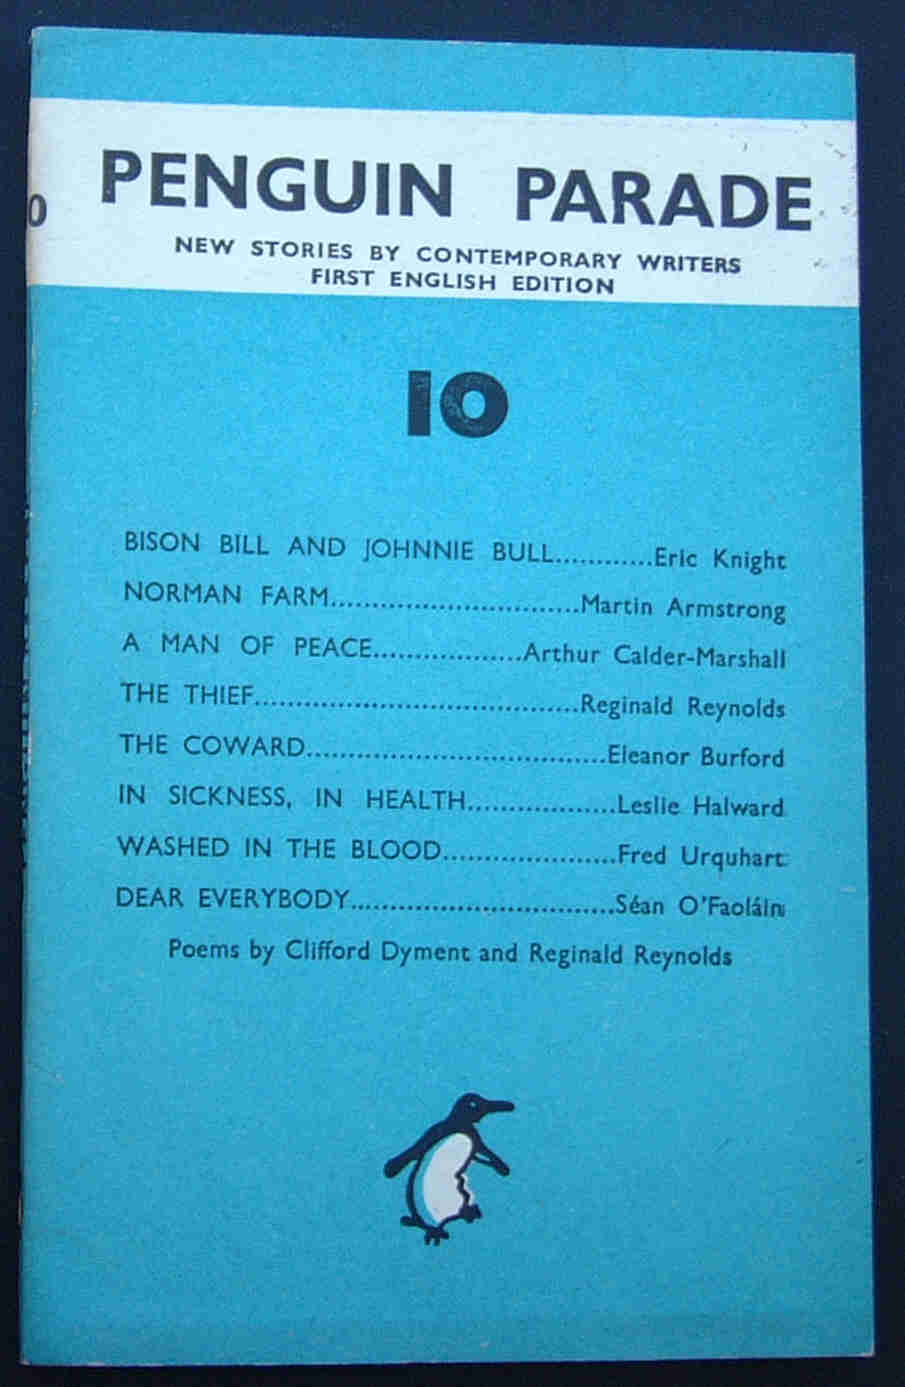 PENGUIN PARADE
NEW STORIES BY CONTEMPORARY WRITERS
FIRST ENGLISH EDITION
10
BISON BILL AND JOHNNIE BULL............Eric Knight
NORMAN FARM..............................Martin Armstrong
A MAN OF PEACE..................Arthur Calder-Marshall
THE THIEF.......................................Reginald Reynolds
THE COWARD....................................Eleanor Burford
IN SICKNESS, IN HEALTH..................Leslie Halward
WASHED IN THE BLOOD.....................Fred Urquhart
DEAR EVERYBODY................................Séan O'Faoláin
Poems by Clifford Dyment and Reginald Reynolds